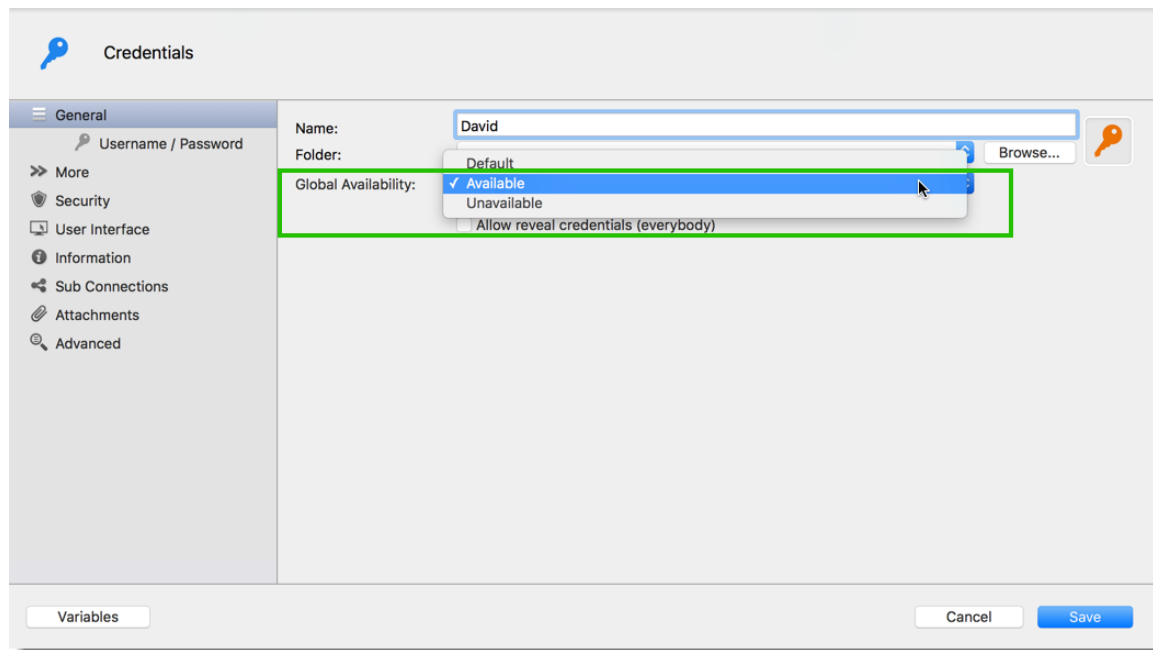 Credentials
General
Username / Password
More
Security
User Interface
Information
Sub Connections
Attachments
Advanced
Name: David
Folder: Browse...
Default
Global Availability: ✓ Available
Unavailable
Allow reveal credentials (everybody)
Variables Cancel Save